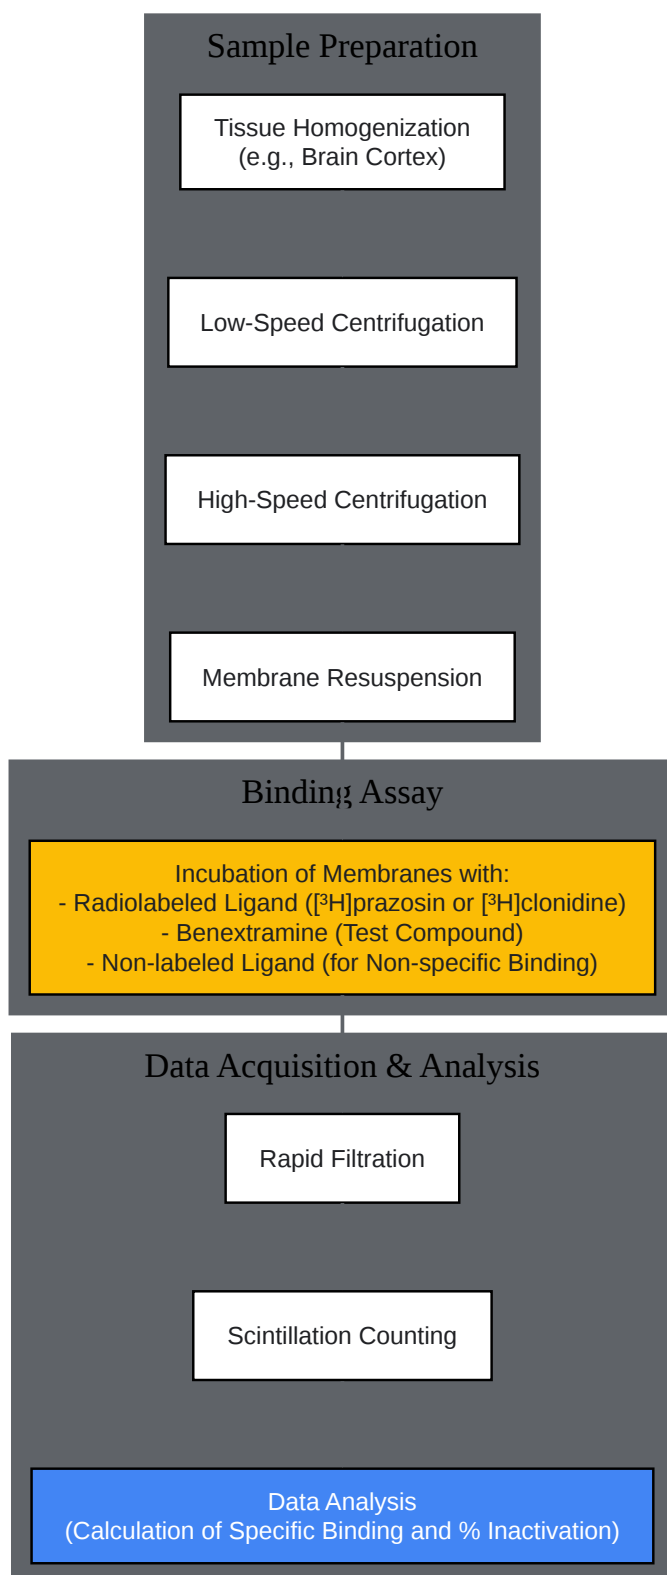 Sample Preparation
Tissue Homogenization
(e.g., Brain Cortex)
Low-Speed Centrifugation
High-Speed Centrifugation
Membrane Resuspension
Binding Assay
Incubation of Membranes with:
- Radiolabeled Ligand ([³H]prazosin or [³H]clonidine)
- Benextramine (Test Compound)
- Non-labeled Ligand (for Non-specific Binding)
Data Acquisition & Analysis
Rapid Filtration
Scintillation Counting
Data Analysis
(Calculation of Specific Binding and % Inactivation)